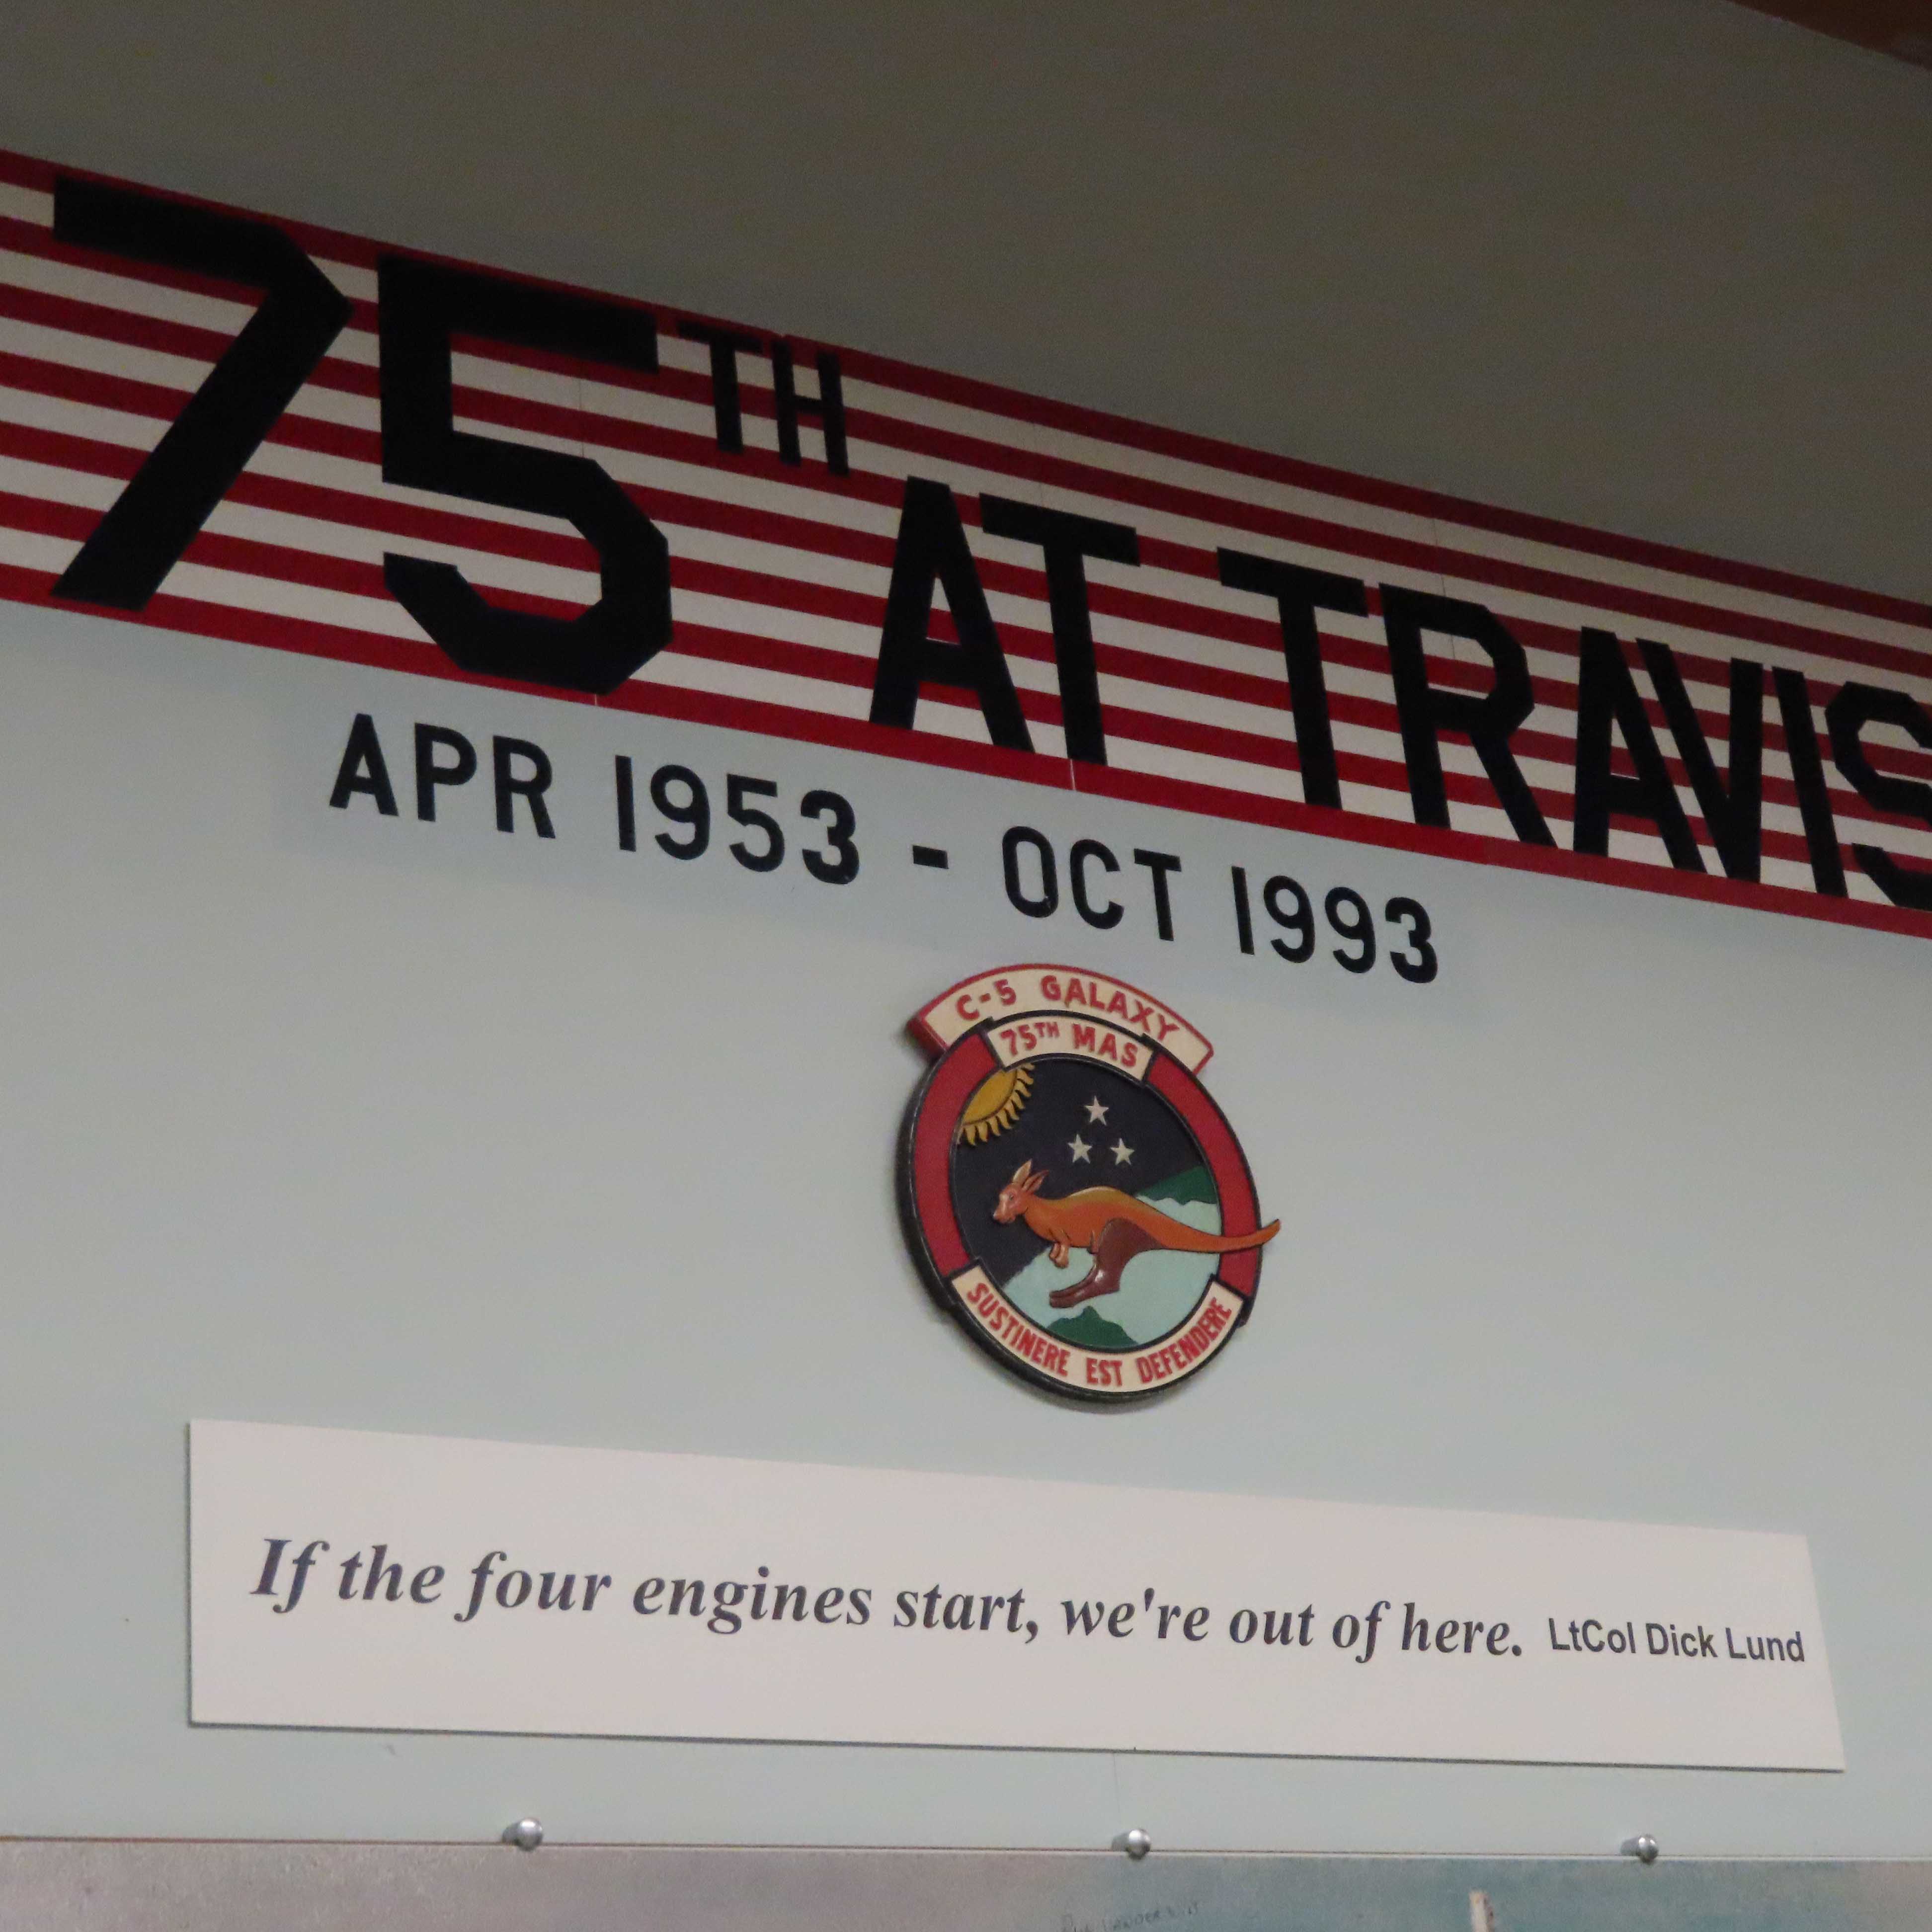 75TH AT TRAVIS
APR 1953 - OCT 1993
C-5 GALAXY
75TH MAS
SUSTINERE EST DEFENDERE
If the four engines start, we're out of here. LtCol Dick Lund